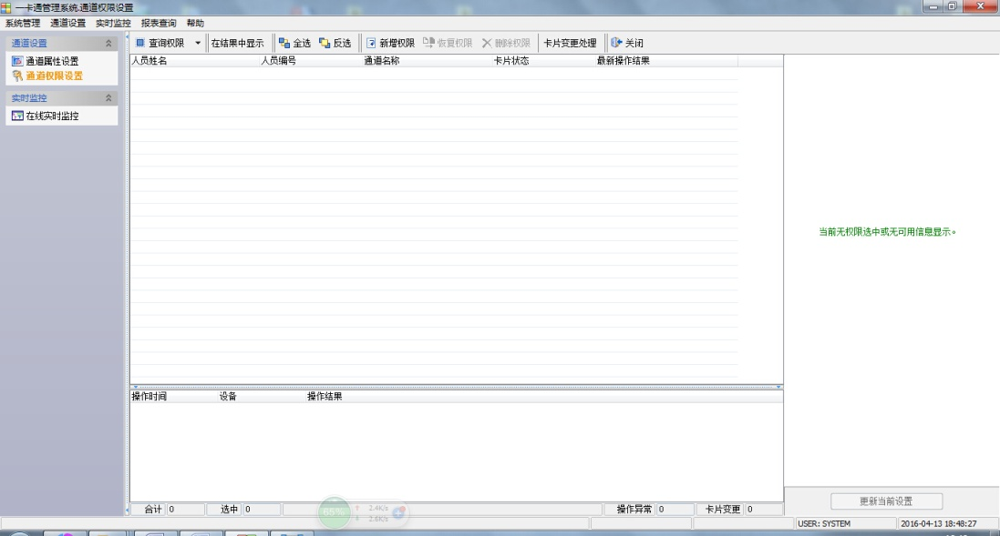 一卡通管理系统.通道权限设置
系统管理 通道设置 实时监控 报表查询 帮助
通道设置
通道属性设置
通道权限设置
实时监控
在线实时监控
查询权限 在结果中显示 全选 反选 新增权限 恢复权限 删除权限 卡片变更处理 关闭
人员姓名 人员编号 通道名称 卡片状态 最新操作结果
当前无权限选中或无可用信息显示。
操作时间 设备 操作结果
合计 0 选中 0 操作异常 0 卡片变更 0
65%
2.4K/s
2.6K/s
更新当前设置
USER: SYSTEM 2016-04-13 18:48:27